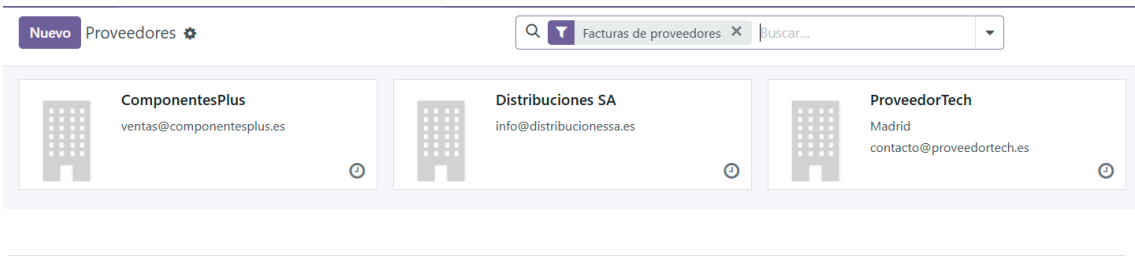 Nuevo Proveedores Facturas de proveedores Buscar...
ComponentesPlus
ventas@componentesplus.es
Distribuciones SA
info@distribucionessa.es
ProveedorTech
Madrid
contacto@proveedortech.es